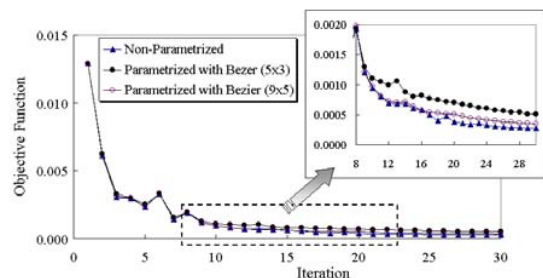 0.015
0.010
0.005
0.000
Objective Function
0 5 10 15 20 25 30
Iteration
Non-Parametrized
Parametrized with Bezer (5x3)
Parametrized with Bezier (9x5)
0.0020
0.0015
0.0010
0.0005
0.0000
8 12 16 20 24 28